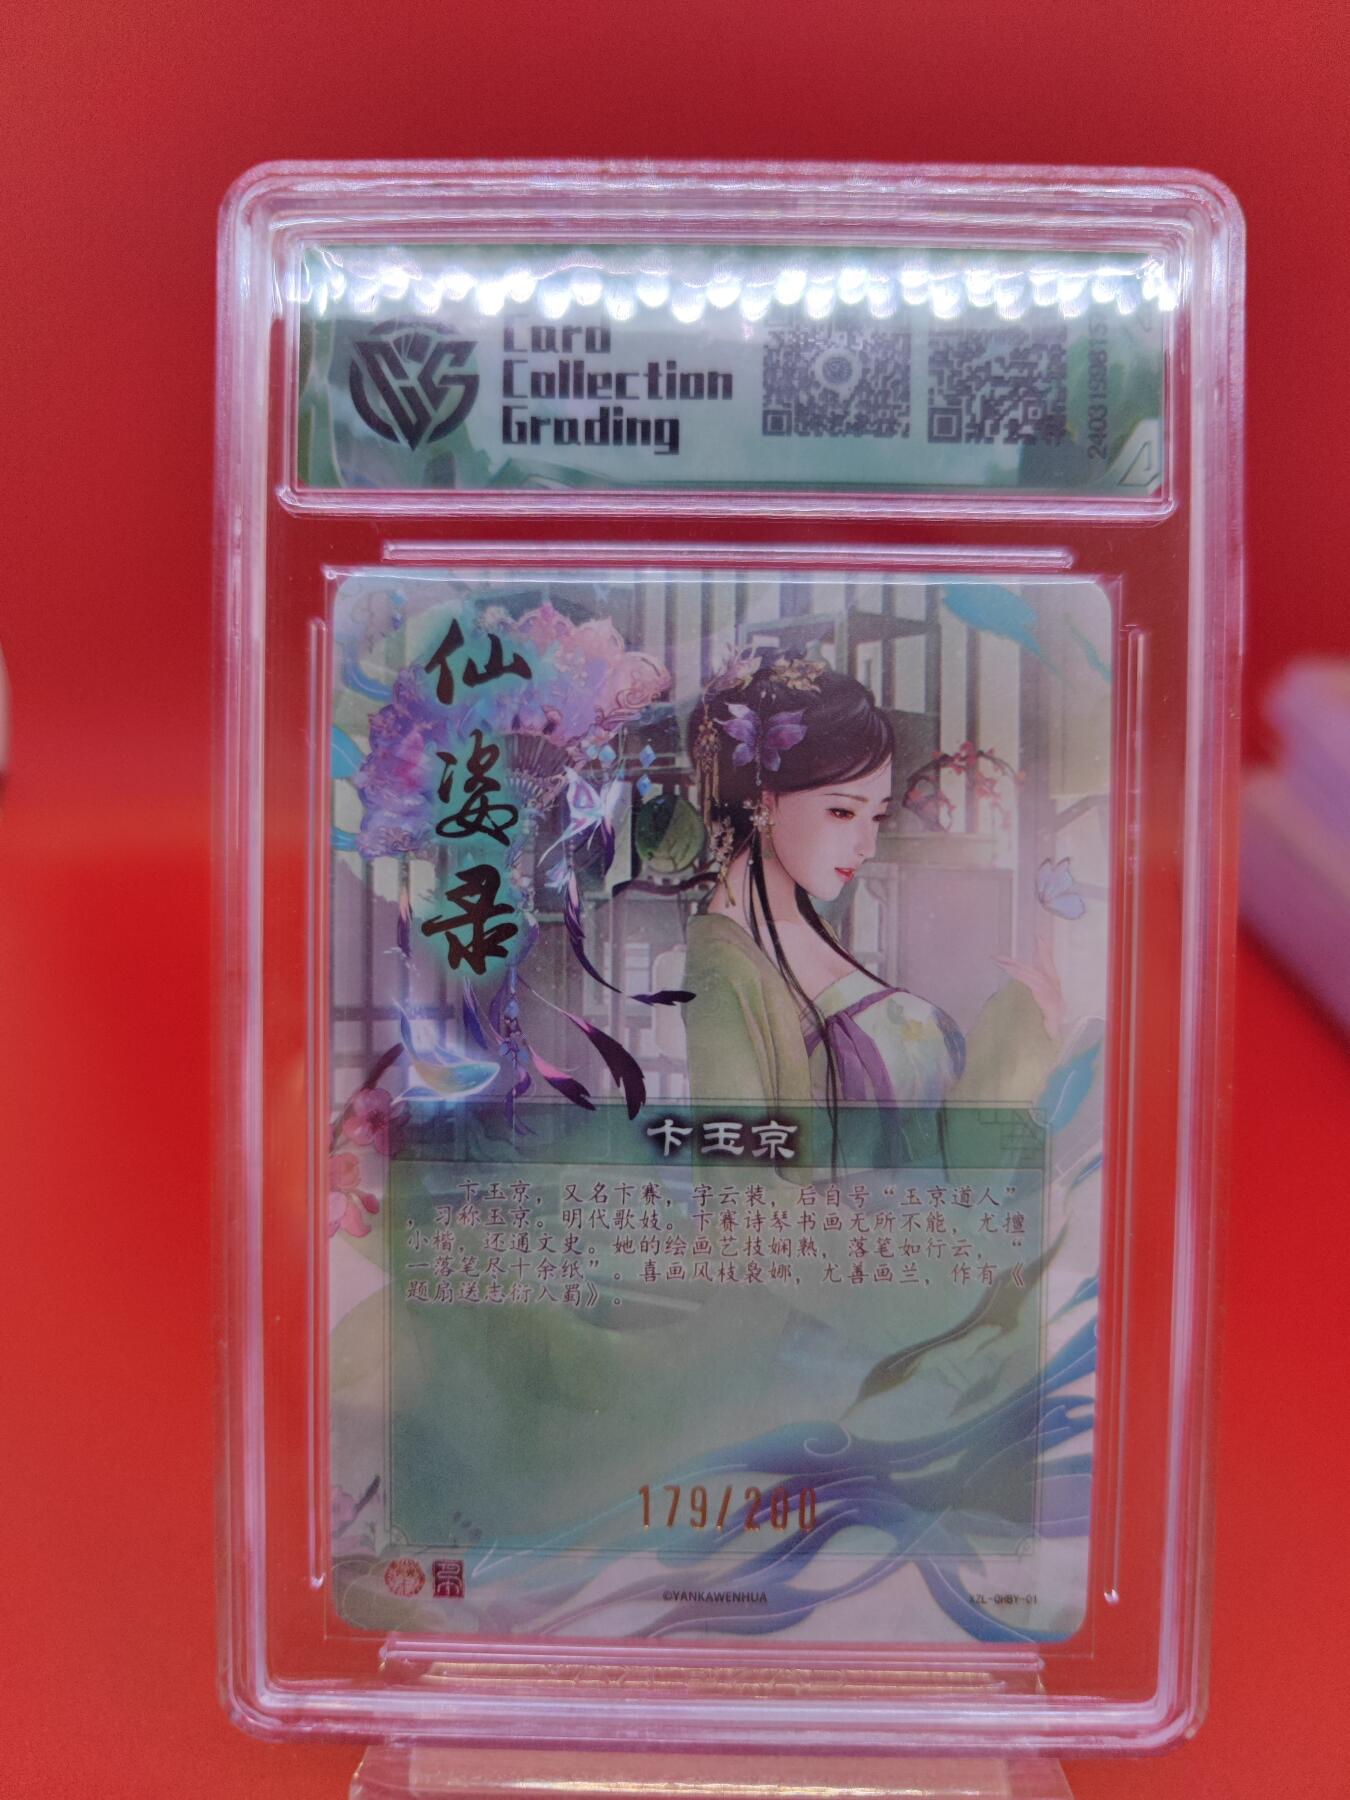 Card
Collection
Grading
仙
姿
录
卞玉京
卞玉京，又名卞赛，字云装，后自号“玉京道人”
，习称玉京。明代歌妓。卞赛诗琴书画无所不能，尤擅
小楷，还通文史。她的绘画艺技娴熟，落笔如行云，“
一落笔尽十余纸”。喜画风枝袅娜，尤善画兰，作有《
题扇送志衍入蜀》。
179/200
©YANKAWENHUA
XZL-QHBY-01